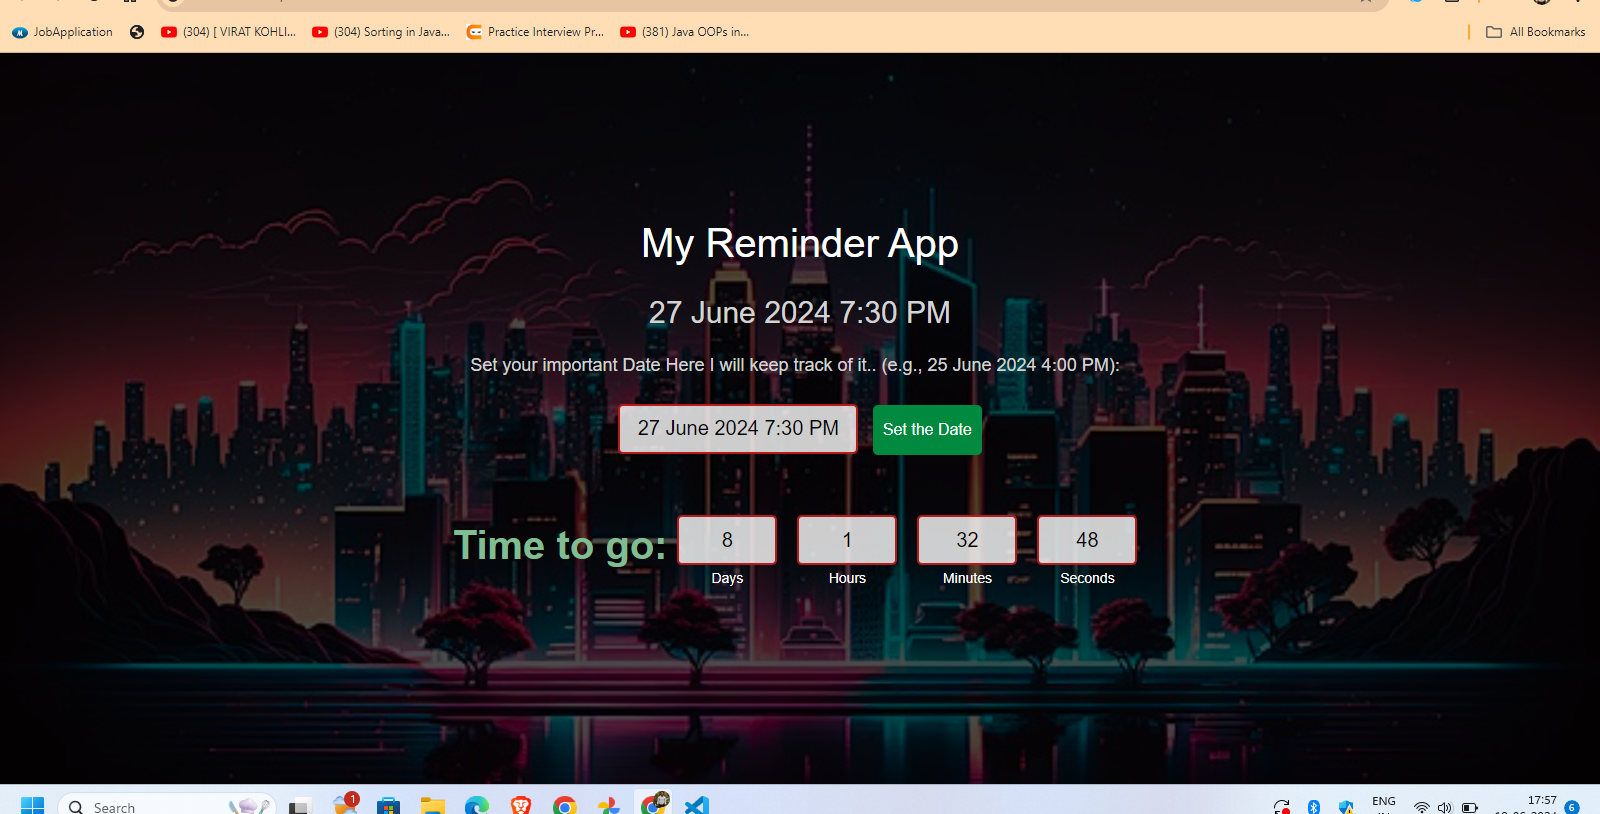 JobApplication (304) [ VIRAT KOHLI... (304) Sorting in Java... Practice Interview Pr... (381) Java OOPs in... All Bookmarks
My Reminder App
27 June 2024 7:30 PM
Set your important Date Here I will keep track of it.. (e.g., 25 June 2024 4:00 PM):
27 June 2024 7:30 PM Set the Date
Time to go: 8 1 32 48
Days Hours Minutes Seconds
Search 1 ENG 17:57 6